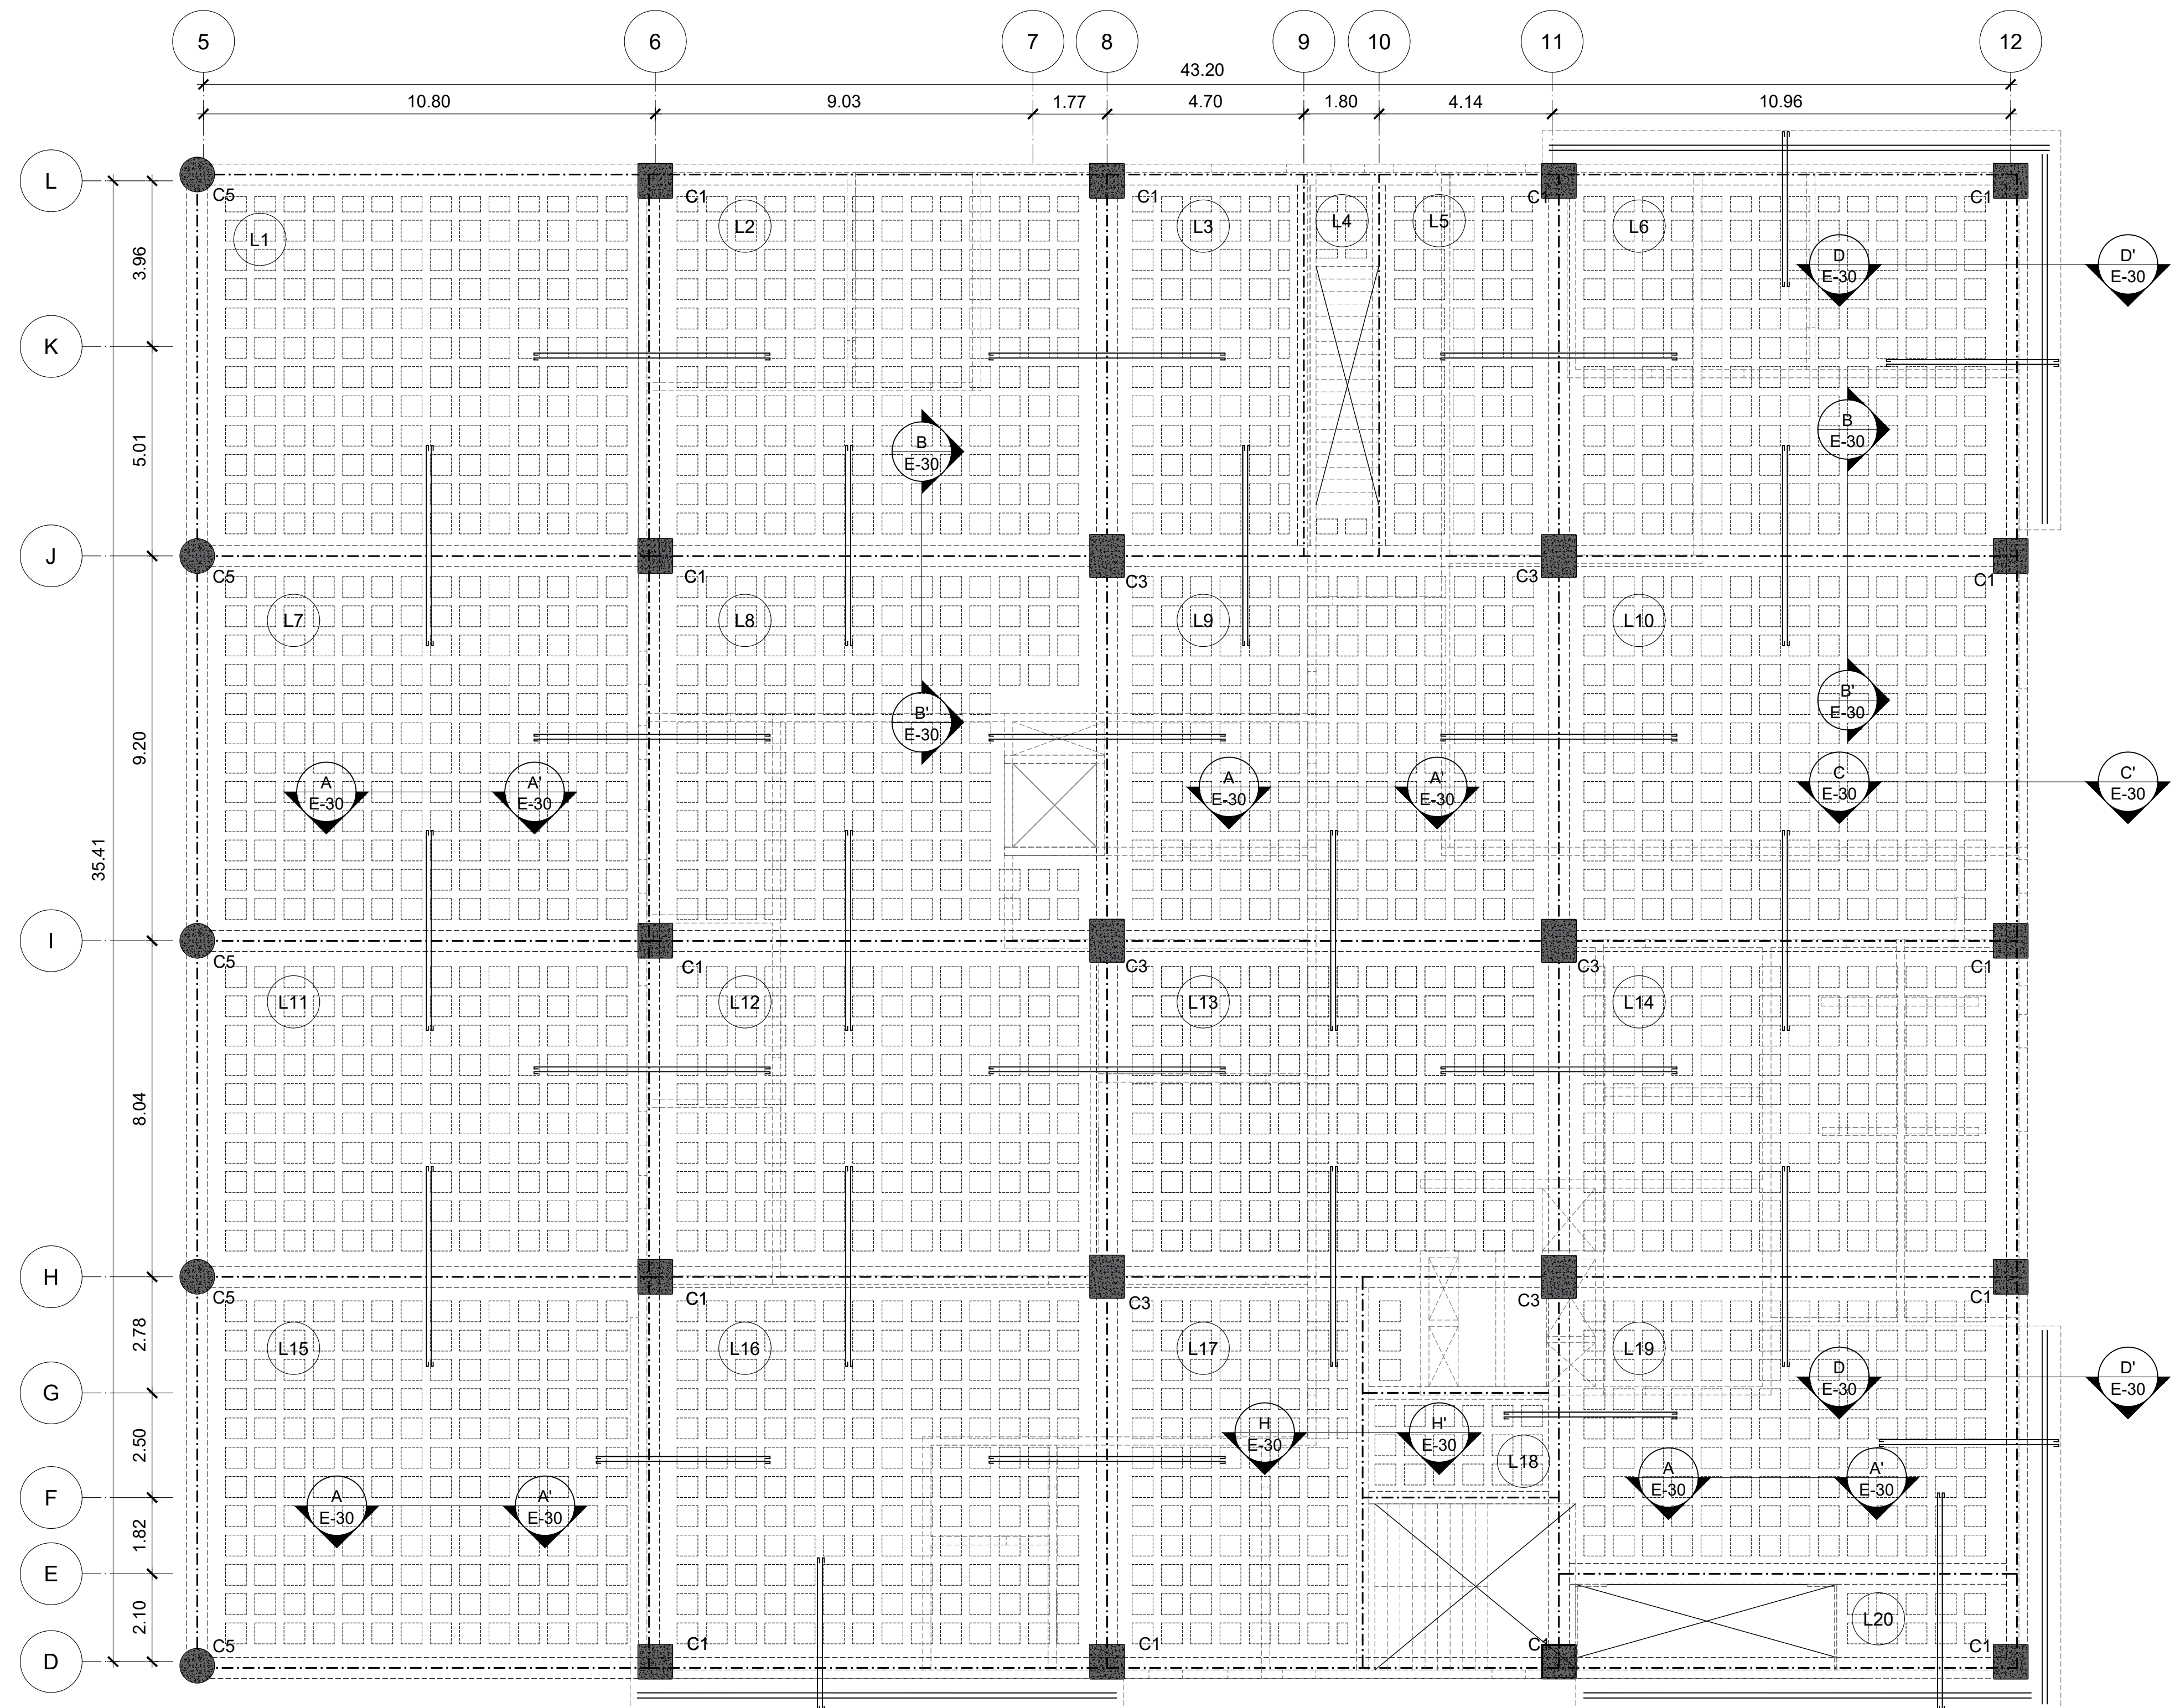 5 6 7 8 9 10 11 12
43.20
10.80 9.03 1.77 4.70 1.80 4.14 10.96
L
C5 C1 C1 C1 C1
L1 L2 L3 L4 L5 L6
3.96
D
E-30
D'
E-30
K
5.01
B
E-30
B
E-30
J
C5 C1 C3 C3 C1
L7 L8 L9 L10
9.20
B'
E-30
B'
E-30
A
E-30
A'
E-30
A
E-30
A'
E-30
C
E-30
C'
E-30
35.41
I
C5 C1 C3 C3 C1
L11 L12 L13 L14
8.04
H
C5 C1 C3 C3 C1
L15 L16 L17 L19
2.78
D
E-30
D'
E-30
G
2.50
H
E-30
H'
E-30
L18
A
E-30
A'
E-30
F
A
E-30
A'
E-30
1.82
E
2.10
L20
C5 C1 C1 C1 C1
D